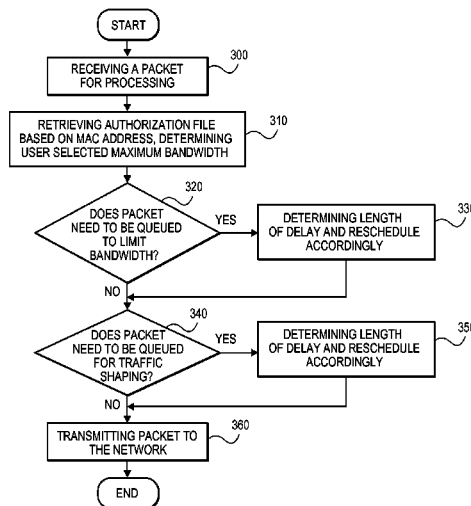 START
RECEIVING A PACKET
FOR PROCESSING
300
RETRIEVING AUTHORIZATION FILE
BASED ON MAC ADDRESS, DETERMINING
USER SELECTED MAXIMUM BANDWIDTH
310
320
DOES PACKET
NEED TO BE QUEUED
TO LIMIT
BANDWIDTH?
YES
DETERMINING LENGTH
OF DELAY AND RESCHEDULE
ACCORDINGLY
330
NO
340
DOES PACKET
NEED TO BE QUEUED
FOR TRAFFIC
SHAPING?
YES
DETERMINING LENGTH
OF DELAY AND RESCHEDULE
ACCORDINGLY
350
NO
TRANSMITTING PACKET TO
THE NETWORK
360
END